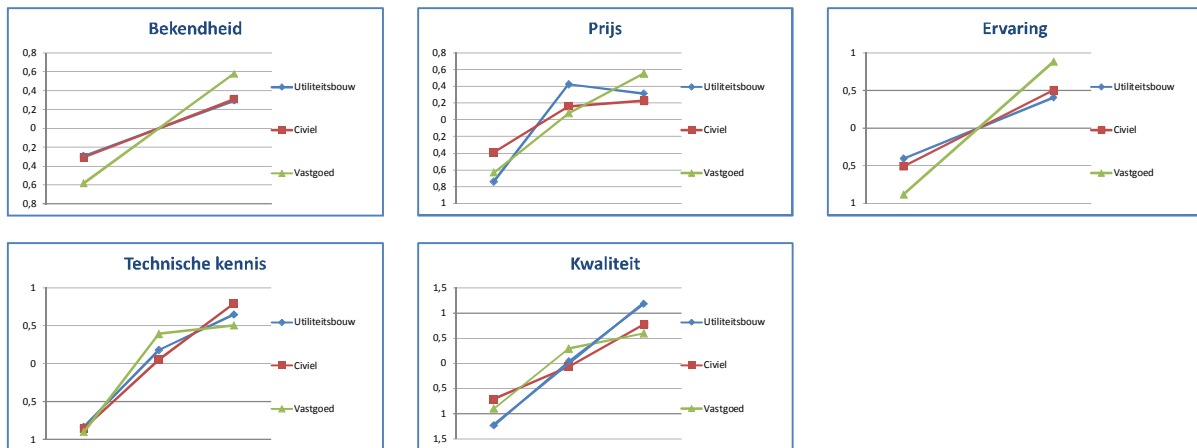 Bekendheid
0,8
0,6
0,4
0,2
0
0,2
0,4
0,6
0,8
Utiliteitsbouw
Civiel
Vastgoed
Prijs
0,8
0,6
0,4
0,2
0
0,2
0,4
0,6
0,8
1
Utiliteitsbouw
Civiel
Vastgoed
Ervaring
1
0,5
0
0,5
1
Utiliteitsbouw
Civiel
Vastgoed
Technische kennis
1
0,5
0
0,5
1
Utiliteitsbouw
Civiel
Vastgoed
Kwaliteit
1,5
1
0,5
0
0,5
1
1,5
Utiliteitsbouw
Civiel
Vastgoed